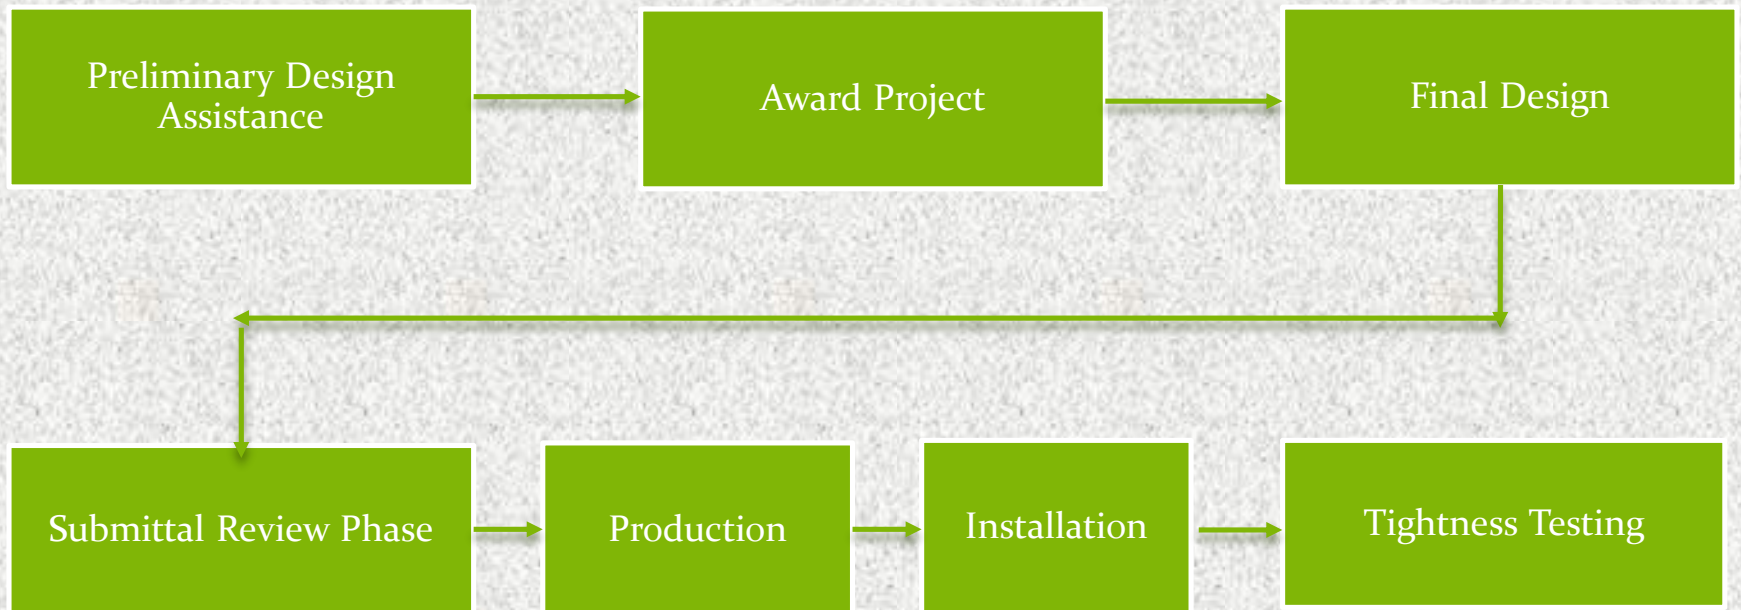 Preliminary Design
Assistance
Award Project
Final Design
Submittal Review Phase
Production
Installation
Tightness Testing